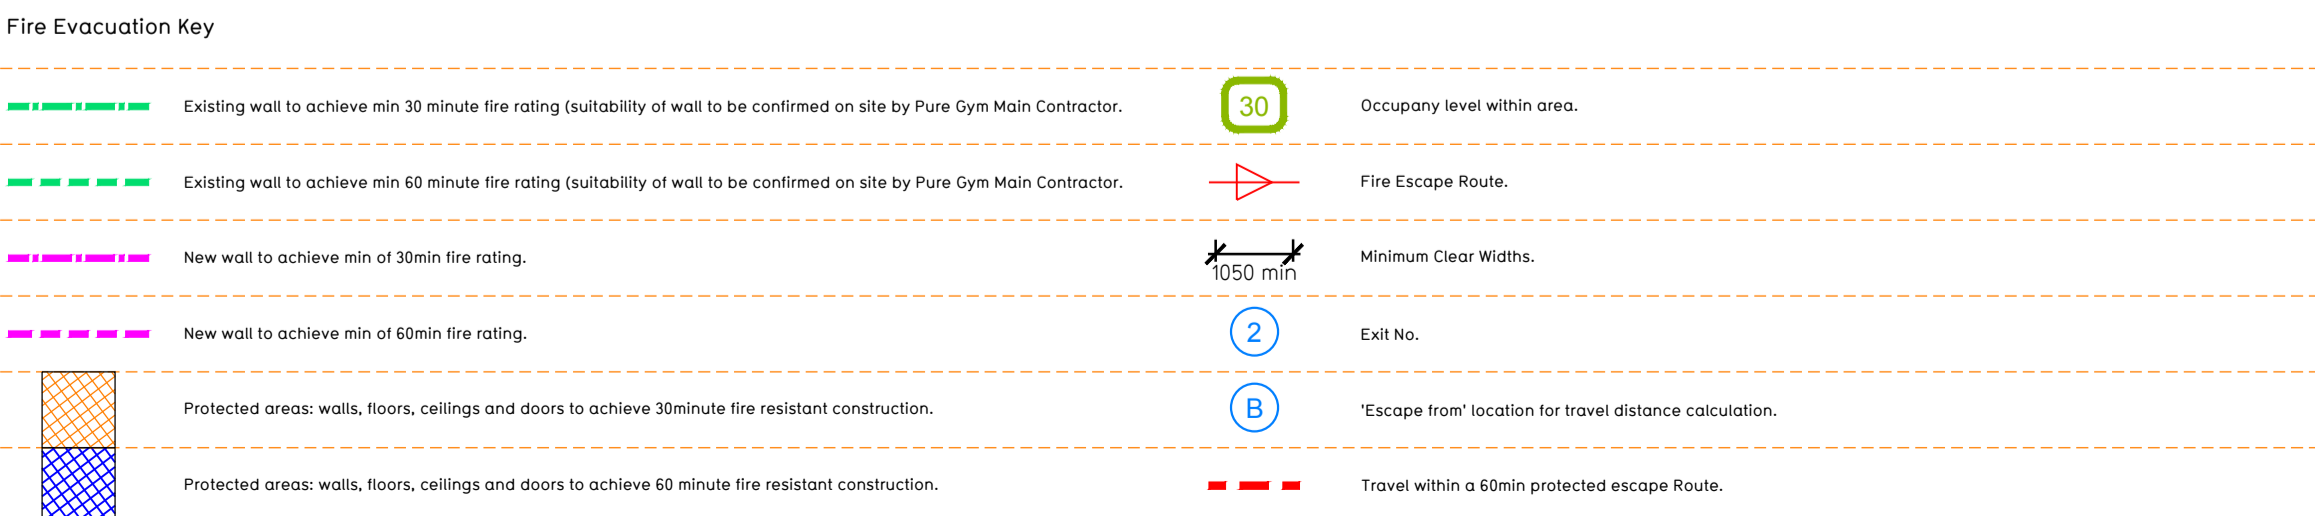 Fire Evacuation Key
Existing wall to achieve min 30 minute fire rating (suitability of wall to be confirmed on site by Pure Gym Main Contractor.
30
Occupany level within area.
Existing wall to achieve min 60 minute fire rating (suitability of wall to be confirmed on site by Pure Gym Main Contractor.
Fire Escape Route.
New wall to achieve min of 30min fire rating.
1050 min
Minimum Clear Widths.
New wall to achieve min of 60min fire rating.
2
Exit No.
Protected areas: walls, floors, ceilings and doors to achieve 30minute fire resistant construction.
B
'Escape from' location for travel distance calculation.
Protected areas: walls, floors, ceilings and doors to achieve 60 minute fire resistant construction.
Travel within a 60min protected escape Route.